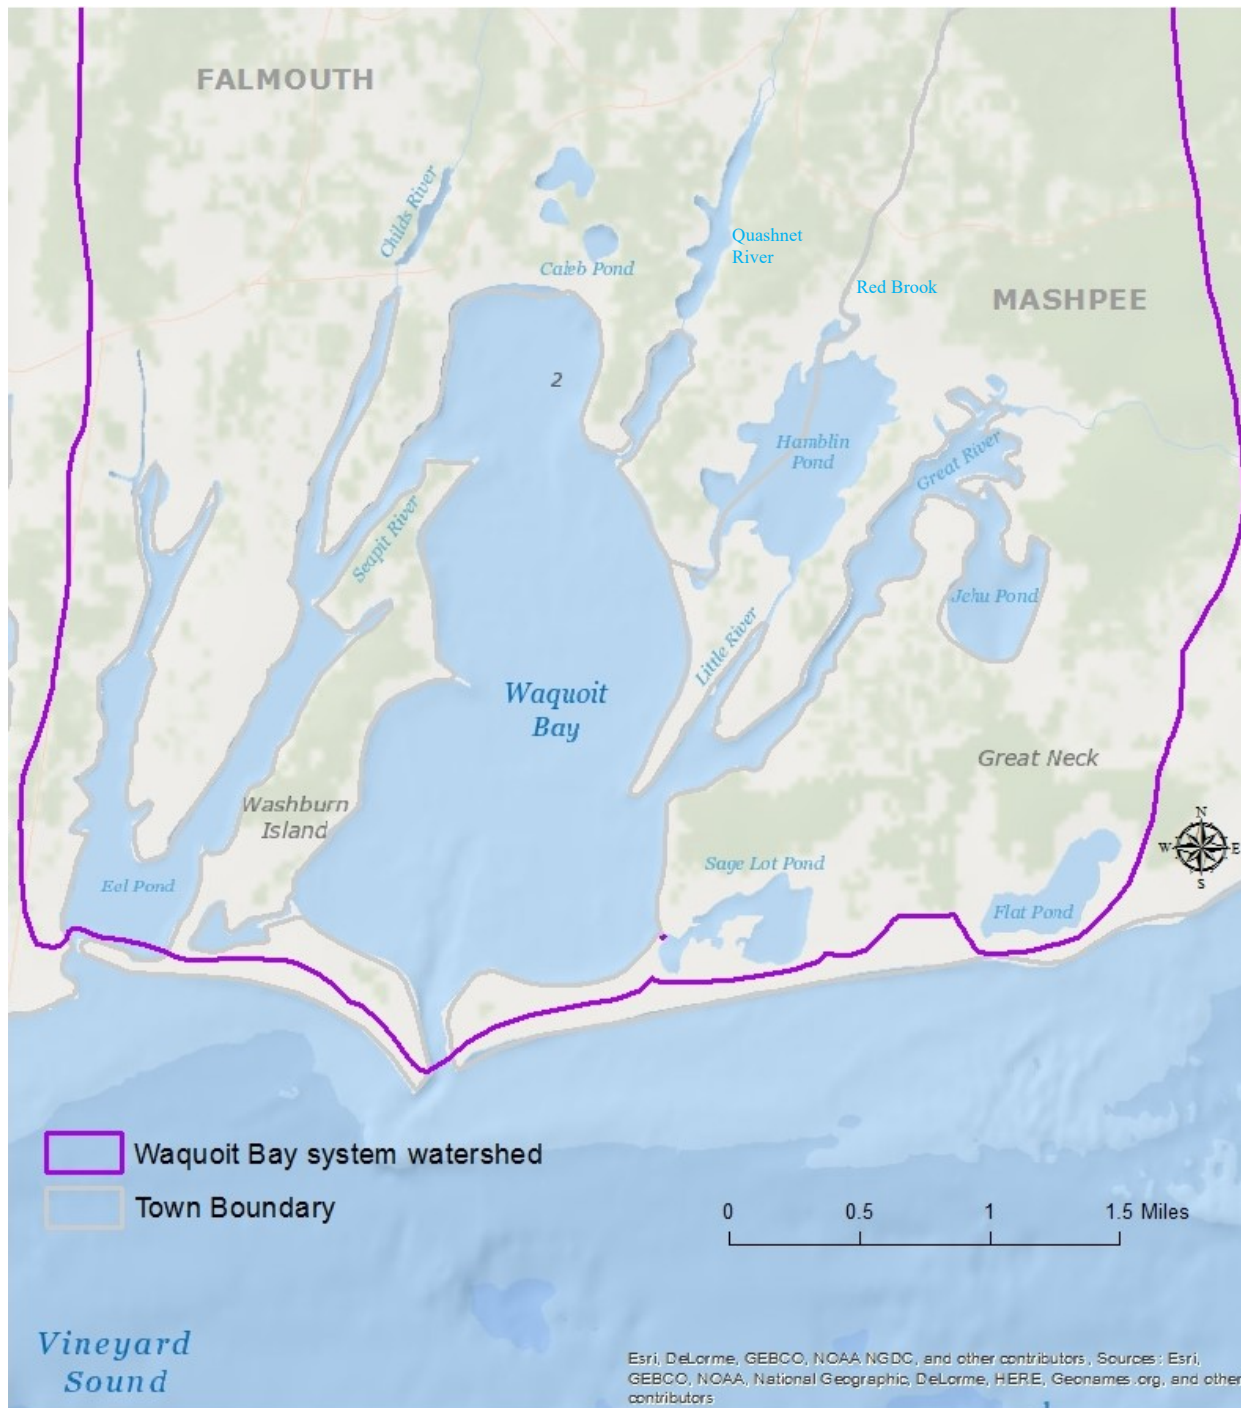 FALMOUTH
Childs River
Caleb Pond
Quashnet
River
Red Brook
MASHPEE
2
Hamblin
Pond
Great River
Seapit River
Jehu Pond
Little River
Waquoit
Bay
Great Neck
Washburn
Island
N
W
E
S
Sage Lot Pond
Eel Pond
Flat Pond
Waquoit Bay system watershed
Town Boundary
0 0.5 1 1.5 Miles
Vineyard
Sound
Esri, DeLorme, GEBCO, NOAA NGDC, and other contributors, Sources: Esri,
GEBCO, NOAA, National Geographic, DeLorme, HERE, Geonames.org, and other
contributors